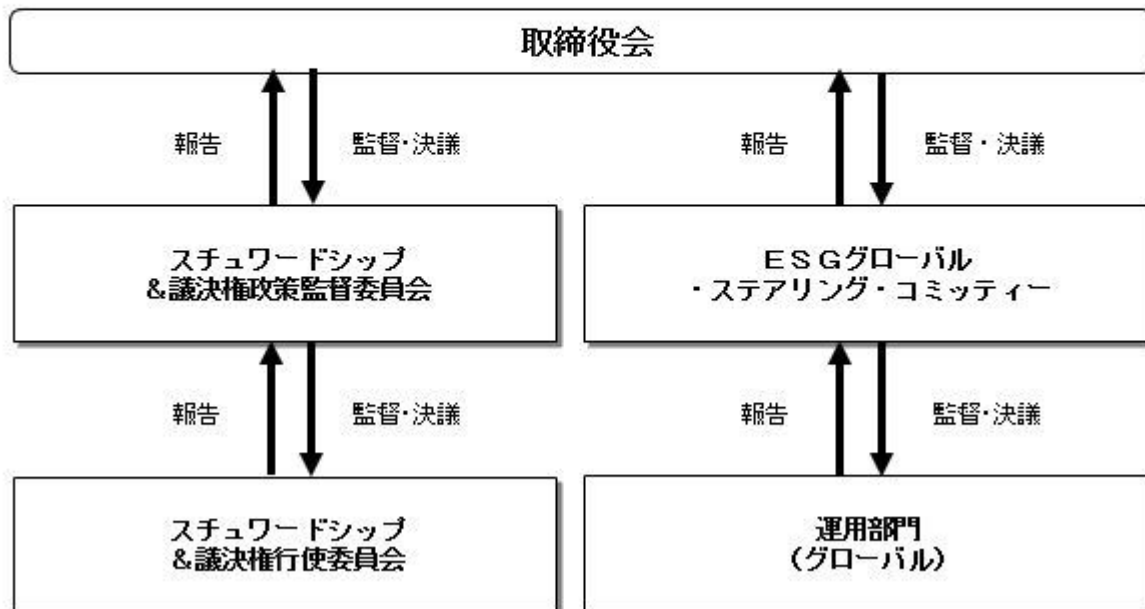 取締役会
報告
監督・決議
報告
監督・決議
スチュワードシップ
&議決権政策監督委員会
ESGグローバル
・ステアリング・コミッティー
報告
監督・決議
報告
監督・決議
スチュワードシップ
&議決権行使委員会
運用部門
(グローバル)